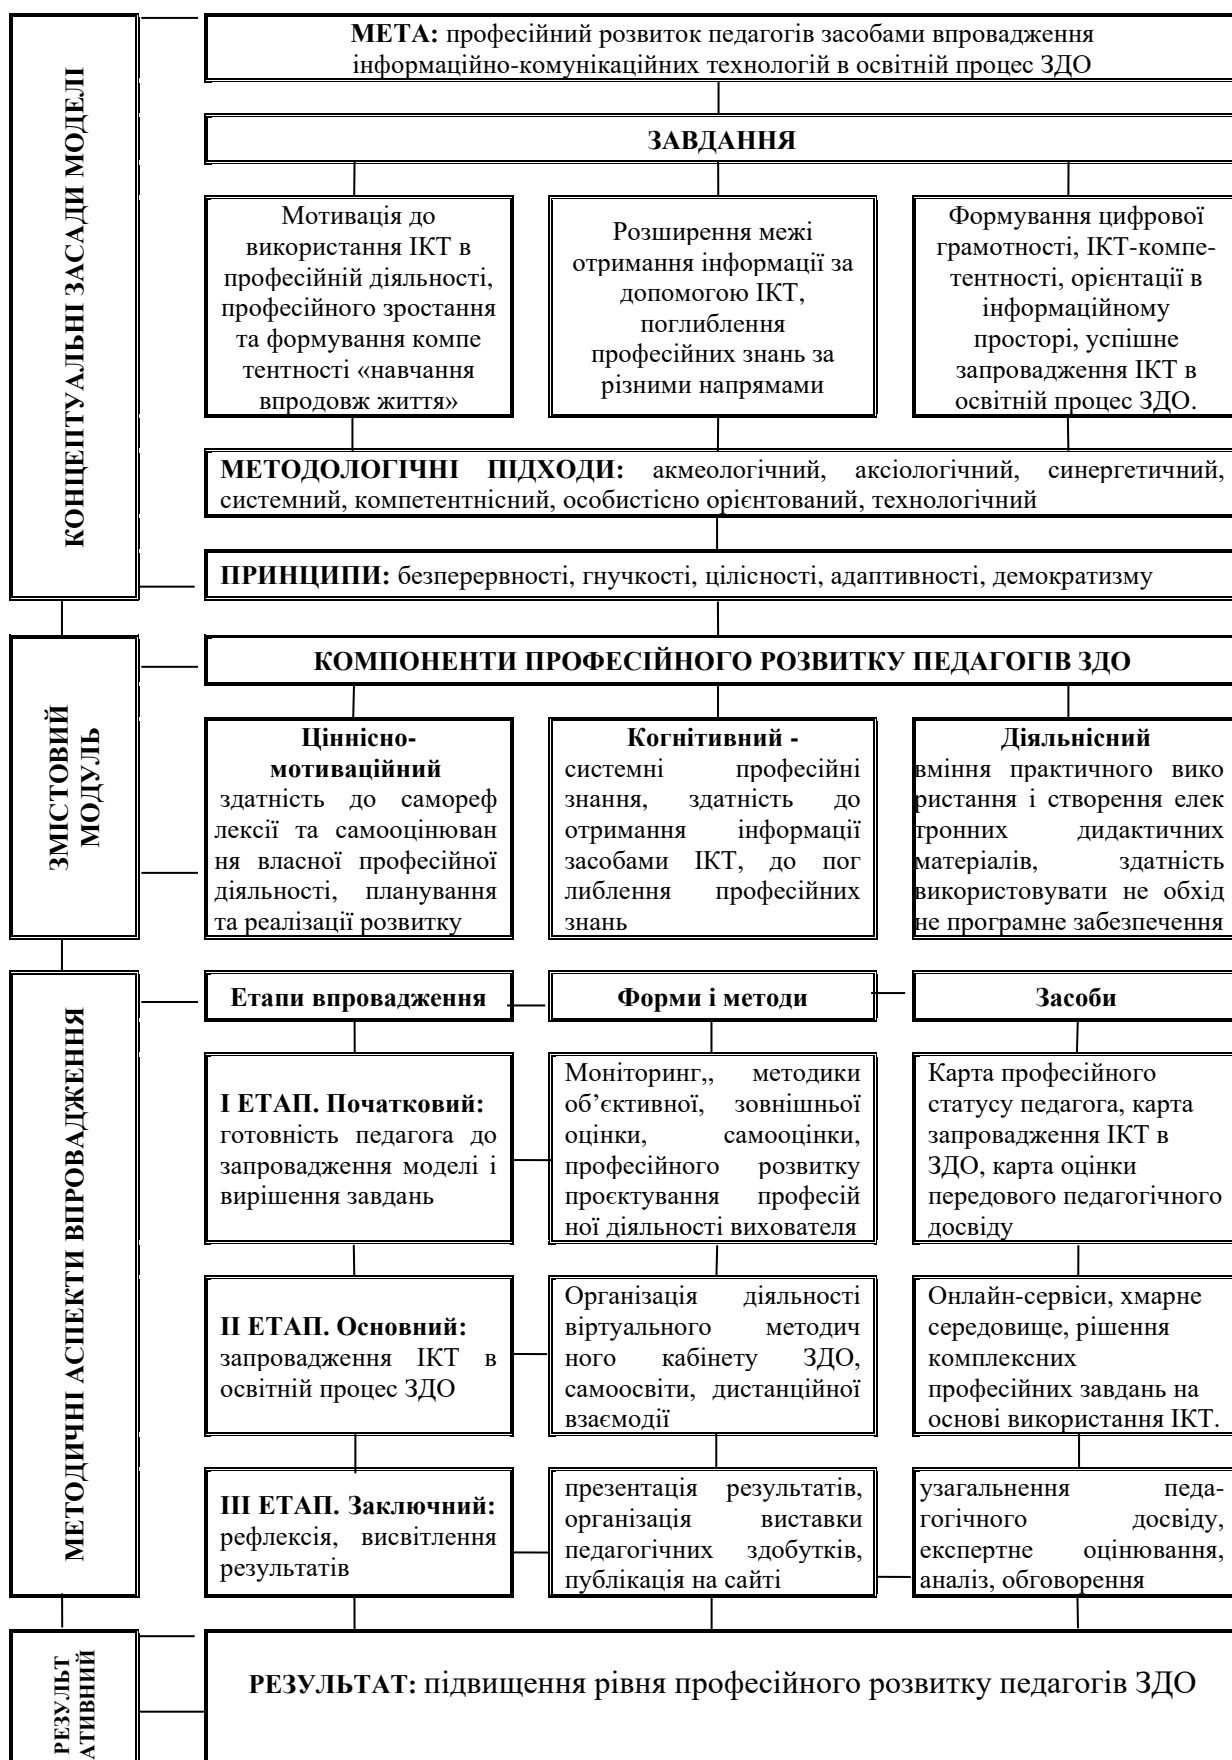 КОНЦЕПТУАЛЬНІ ЗАСАДИ МОДЕЛІ
МЕТА: професійний розвиток педагогів засобами впровадження
інформаційно-комунікаційних технологій в освітній процес ЗДО
ЗАВДАННЯ
Мотивація до
використання ІКТ в
професійній діяльності,
професійного зростання
та формування компе
тентності «навчання
впродовж життя»
Розширення межі
отримання інформації за
допомогою ІКТ,
поглиблення
професійних знань за
різними напрямами
Формування цифрової
грамотності, ІКТ-компе-
тентності, орієнтації в
інформаційному
просторі, успішне
запровадження ІКТ в
освітній процес ЗДО.
МЕТОДОЛОГІЧНІ ПІДХОДИ: акмеологічний, аксіологічний, синергетичний,
системний, компетентнісний, особистісно орієнтований, технологічний
ПРИНЦИПИ: безперервності, гнучкості, цілісності, адаптивності, демократизму
ЗМІСТОВИЙ
МОДУЛЬ
КОМПОНЕНТИ ПРОФЕСІЙНОГО РОЗВИТКУ ПЕДАГОГІВ ЗДО
Ціннісно-
мотиваційний
здатність до самореф
лексії та самооцінюван
ня власної професійної
діяльності, планування
та реалізації розвитку
Когнітивний -
системні професійні
знання, здатність до
отримання інформації
засобами ІКТ, до пог
либлення професійних
знань
Діяльнісний
вміння практичного вико
ристання і створення елек
тронних дидактичних
матеріалів, здатність
використовувати не обхід
не програмне забезпечення
МЕТОДИЧНІ АСПЕКТИ ВПРОВАДЖЕННЯ
Етапи впровадження
Форми і методи
Засоби
І ЕТАП. Початковий:
готовність педагога до
запровадження моделі і
вирішення завдань
Моніторинг,, методики
об’єктивної, зовнішньої
оцінки, самооцінки,
професійного розвитку
проєктування професій
ної діяльності вихователя
Карта професійного
статусу педагога, карта
запровадження ІКТ в
ЗДО, карта оцінки
передового педагогічного
досвіду
ІІ ЕТАП. Основний:
запровадження ІКТ в
освітній процес ЗДО
Організація діяльності
віртуального методич
ного кабінету ЗДО,
самоосвіти, дистанційної
взаємодії
Онлайн-сервіси, хмарне
середовище, рішення
комплексних
професійних завдань на
основі використання ІКТ.
ІІІ ЕТАП. Заключний:
рефлексія, висвітлення
результатів
презентація результатів,
організація виставки
педагогічних здобутків,
публікація на сайті
узагальнення педа-
гогічного досвіду,
експертне оцінювання,
аналіз, обговорення
РЕЗУЛЬТ
АТИВНИЙ
РЕЗУЛЬТАТ: підвищення рівня професійного розвитку педагогів ЗДО